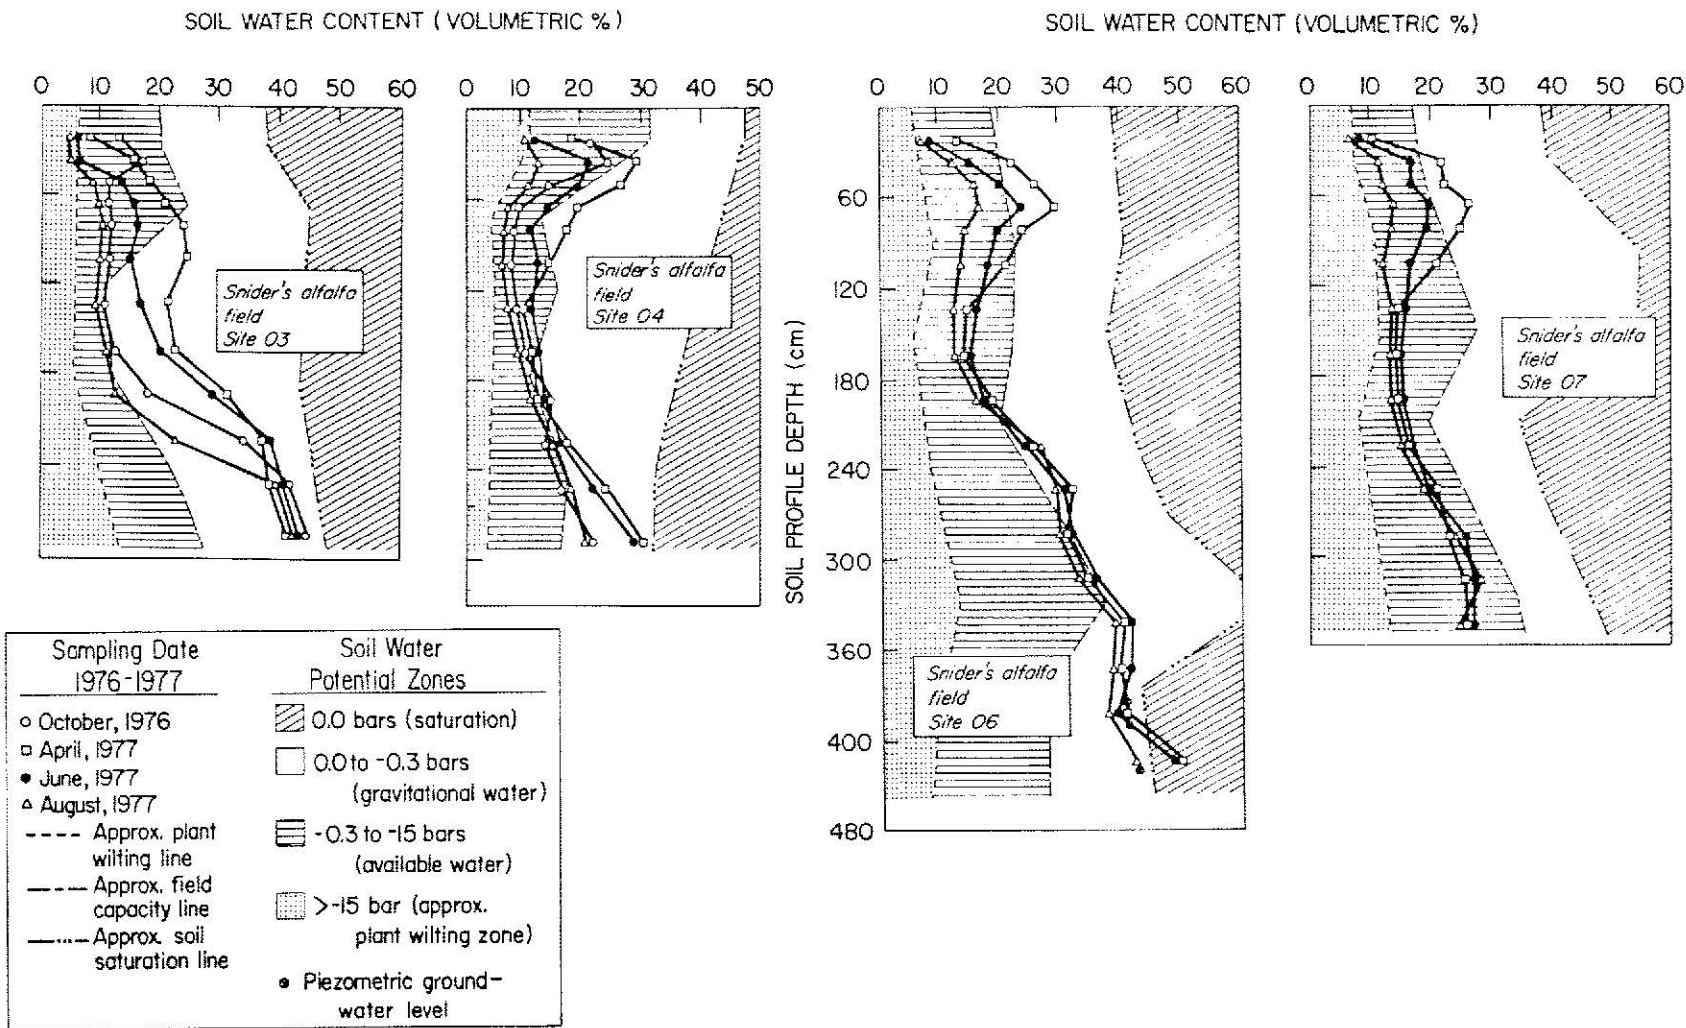 SOIL WATER CONTENT (VOLUMETRIC %)
SOIL WATER CONTENT (VOLUMETRIC %)
0 10 20 30 40 50 60
0 10 20 30 40 50
0 10 20 30 40 50 60
0 10 20 30 40 50 60
Snider's alfalfa
field
Site 03
Snider's alfalfa
field
Site 04
SOIL PROFILE DEPTH (cm)
60
120
180
240
300
360
400
480
Snider's alfalfa
field
Site 06
Snider's alfalfa
field
Site 07
Sampling Date
1976-1977
October, 1976
April, 1977
June, 1977
August, 1977
Approx. plant
wilting line
Approx. field
capacity line
Approx. soil
saturation line
Soil Water
Potential Zones
0.0 bars (saturation)
0.0 to -0.3 bars
(gravitational water)
-0.3 to -15 bars
(available water)
>-15 bar (approx.
plant wilting zone)
Piezometric ground-
water level